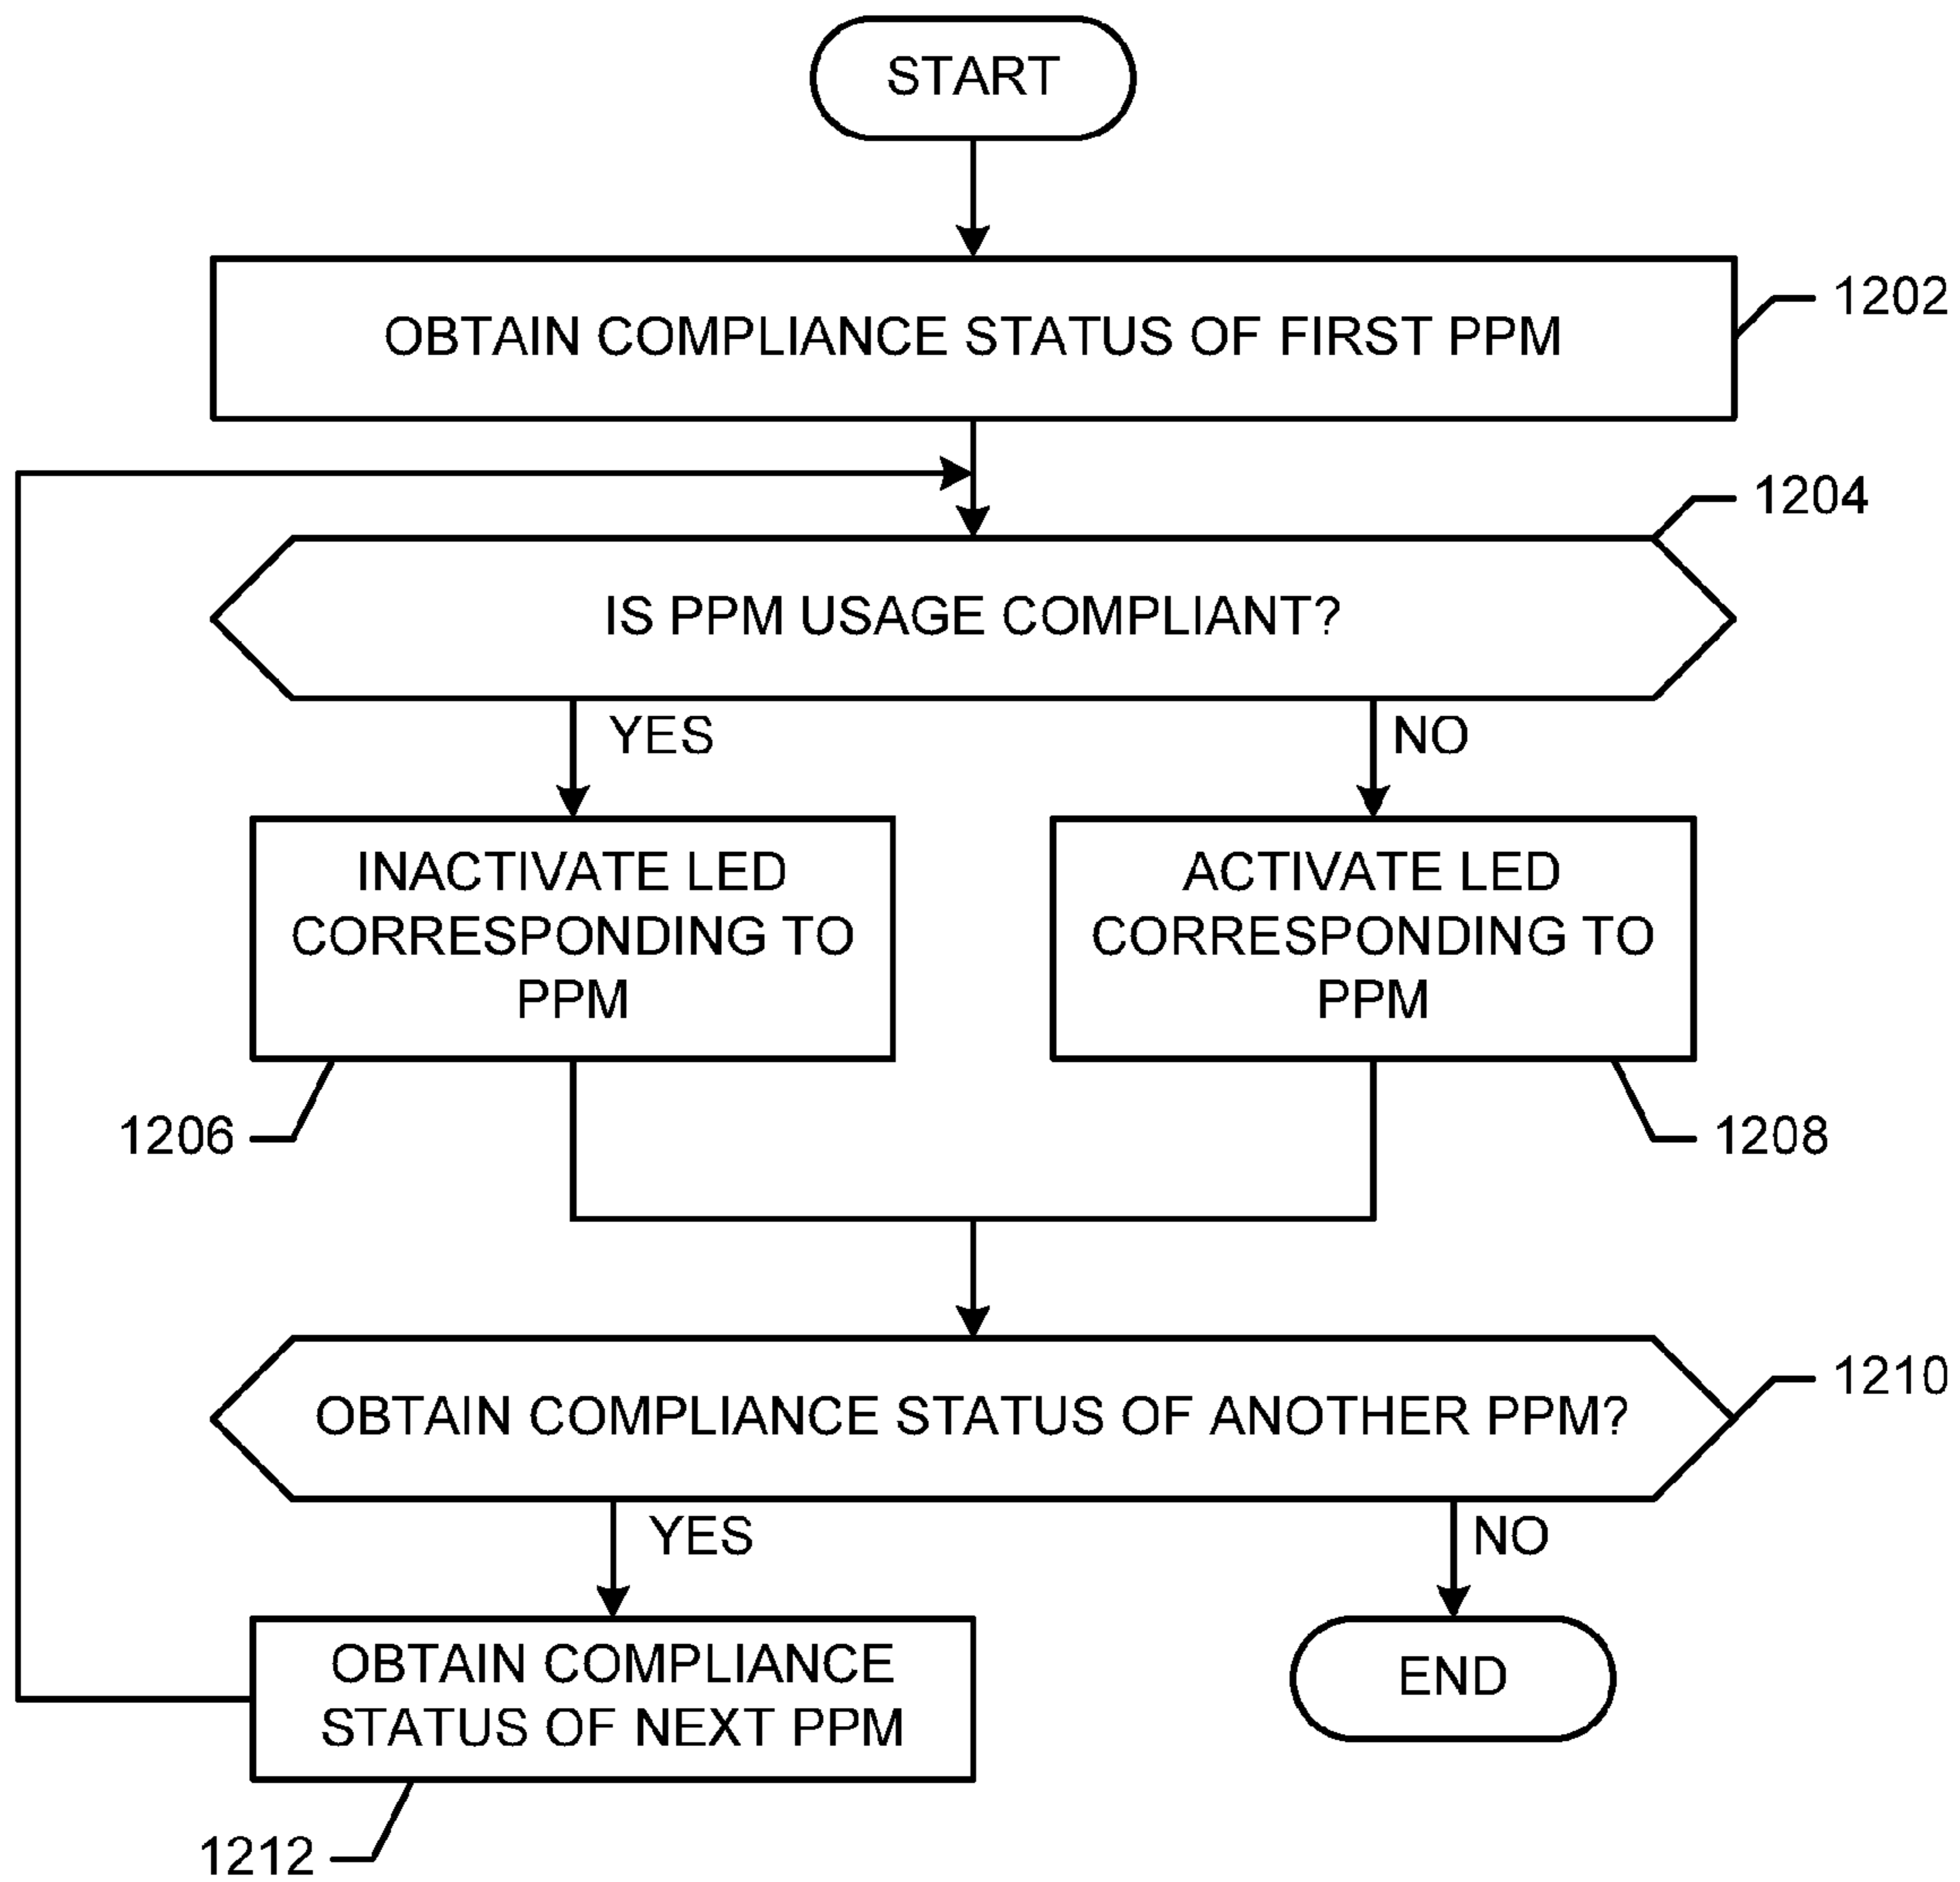 START
OBTAIN COMPLIANCE STATUS OF FIRST PPM
1202
1204
IS PPM USAGE COMPLIANT?
YES
NO
INACTIVATE LED
CORRESPONDING TO
PPM
ACTIVATE LED
CORRESPONDING TO
PPM
1206
1208
OBTAIN COMPLIANCE STATUS OF ANOTHER PPM?
1210
YES
NO
OBTAIN COMPLIANCE
STATUS OF NEXT PPM
END
1212